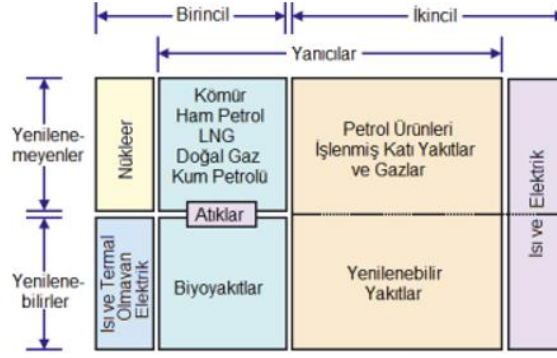 Birincil
İkincil
Yanıcılar
Yenilene-
meyenler
Nükleer
Kömür
Ham Petrol
LNG
Doğal Gaz
Kum Petrolü
Petrol Ürünleri
İşlenmiş Katı Yakıtlar
ve Gazlar
Isı ve Elektrik
Atıklar
Yenilene-
bilirler
Isı ve Termal
Olmayan
Elektrik
Biyoyakıtlar
Yenilenebilir
Yakıtlar